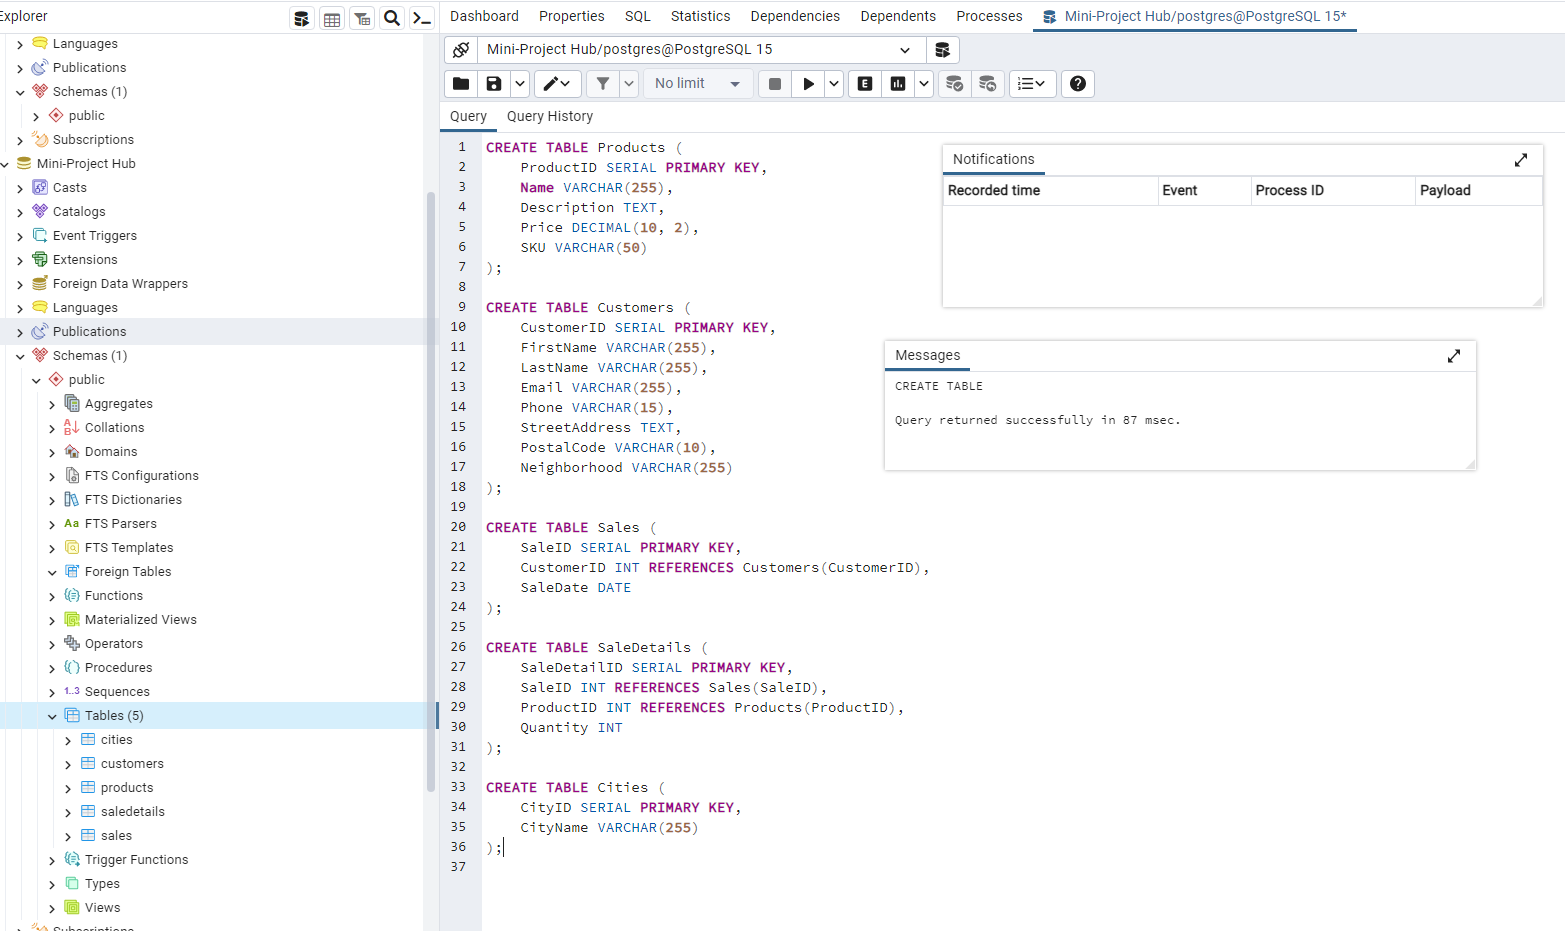 Explorer
Languages
Publications
Schemas (1)
public
Subscriptions
Mini-Project Hub
Casts
Catalogs
Event Triggers
Extensions
Foreign Data Wrappers
Languages
Publications
Schemas (1)
public
Aggregates
Collations
Domains
FTS Configurations
FTS Dictionaries
Aa FTS Parsers
FTS Templates
Foreign Tables
Functions
Materialized Views
Operators
Procedures
1..3 Sequences
Tables (5)
cities
customers
products
saledetails
sales
Trigger Functions
Types
Views
Subscriptions
Dashboard Properties SQL Statistics Dependencies Dependents Processes Mini-Project Hub/postgres@PostgreSQL 15*
Mini-Project Hub/postgres@PostgreSQL 15
No limit E
Query Query History
1 CREATE TABLE Products (
2 ProductID SERIAL PRIMARY KEY,
3 Name VARCHAR(255),
4 Description TEXT,
5 Price DECIMAL(10, 2),
6 SKU VARCHAR(50)
7 );
8
9 CREATE TABLE Customers (
10 CustomerID SERIAL PRIMARY KEY,
11 FirstName VARCHAR(255),
12 LastName VARCHAR(255),
13 Email VARCHAR(255),
14 Phone VARCHAR(15),
15 StreetAddress TEXT,
16 PostalCode VARCHAR(10),
17 Neighborhood VARCHAR(255)
18 );
19
20 CREATE TABLE Sales (
21 SaleID SERIAL PRIMARY KEY,
22 CustomerID INT REFERENCES Customers(CustomerID),
23 SaleDate DATE
24 );
25
26 CREATE TABLE SaleDetails (
27 SaleDetailID SERIAL PRIMARY KEY,
28 SaleID INT REFERENCES Sales(SaleID),
29 ProductID INT REFERENCES Products(ProductID),
30 Quantity INT
31 );
32
33 CREATE TABLE Cities (
34 CityID SERIAL PRIMARY KEY,
35 CityName VARCHAR(255)
36 );
37
Notifications
Recorded time Event Process ID Payload
Messages
CREATE TABLE
Query returned successfully in 87 msec.